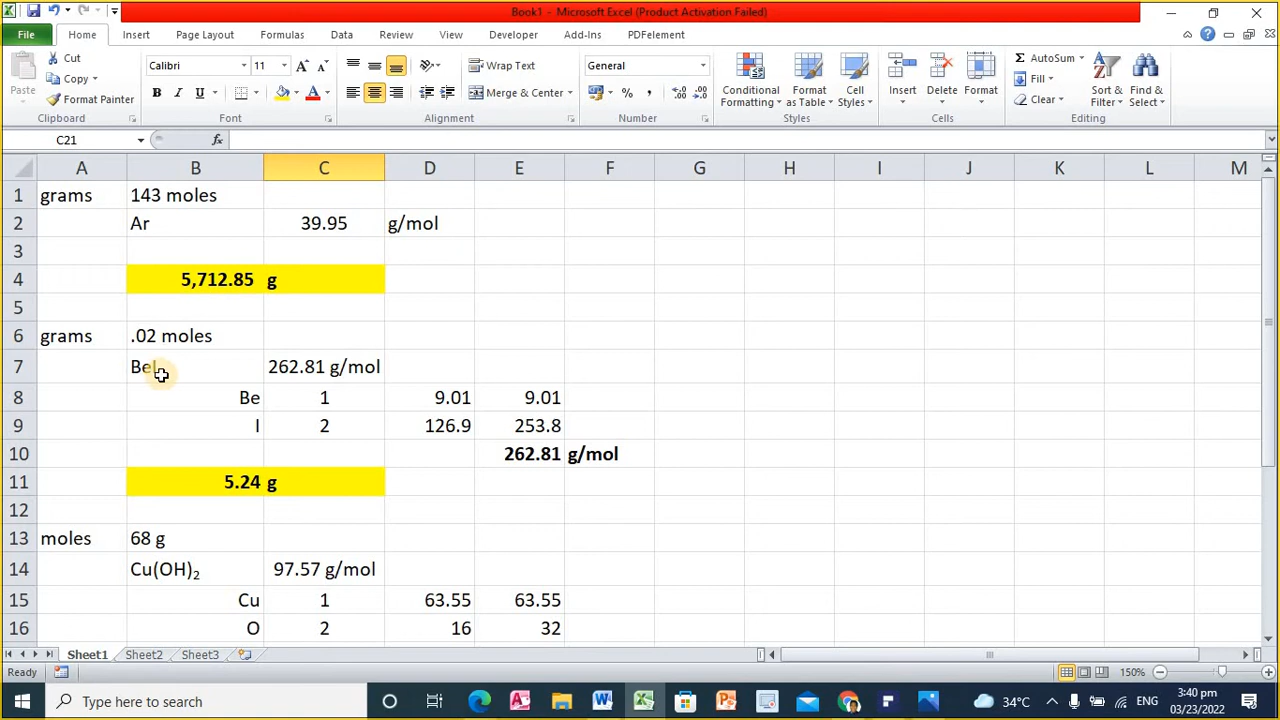 Book1 - Microsoft Excel (Product Activation Failed)
File Home Insert Page Layout Formulas Data Review View Developer Add-Ins PDFelement
Cut
Copy
Format Painter
Paste
Clipboard
Calibri 11
B I U A
Font
Wrap Text
Merge & Center
Alignment
General
% ,
Number
Conditional Formatting
Format as Table
Cell Styles
Styles
Insert Delete Format
Cells
Σ AutoSum
Fill
Clear
Sort & Filter
Find & Select
Editing
C21 fx
A B C D E F G H I J K L M
1 grams 143 moles
2 Ar 39.95 g/mol
3
4 5,712.85 g
5
6 grams .02 moles
7 262.81 g/mol
8 Be 1 9.01 9.01
9 I 2 126.9 253.8
10 262.81 g/mol
11 5.24 g
12
13 moles 68 g
14 Cu(OH)₂ 97.57 g/mol
15 Cu 1 63.55 63.55
16 O 2 16 32
Sheet1 Sheet2 Sheet3
Ready 150%
Type here to search 34°C ENG 3:40 pm
03/23/2022